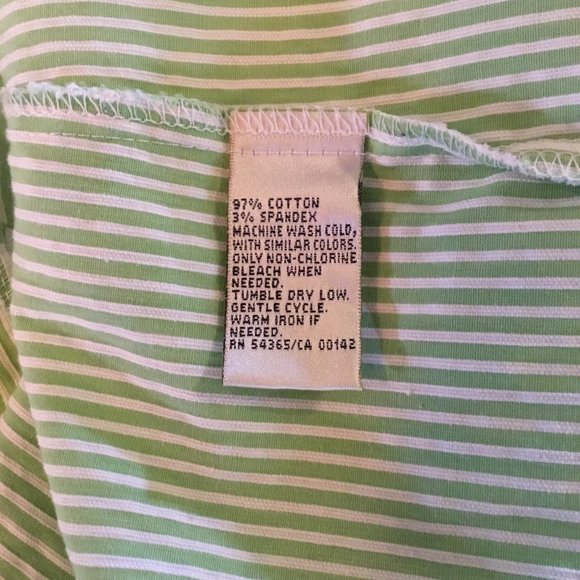 97% COTTON
3% SPANDEX
MACHINE WASH COLD,
WITH SIMILAR COLORS.
ONLY NON-CHLORINE
BLEACH WHEN
NEEDED.
TUMBLE DRY LOW.
GENTLE CYCLE.
WARM IRON IF
NEEDED.
RN 54365/CA 00142